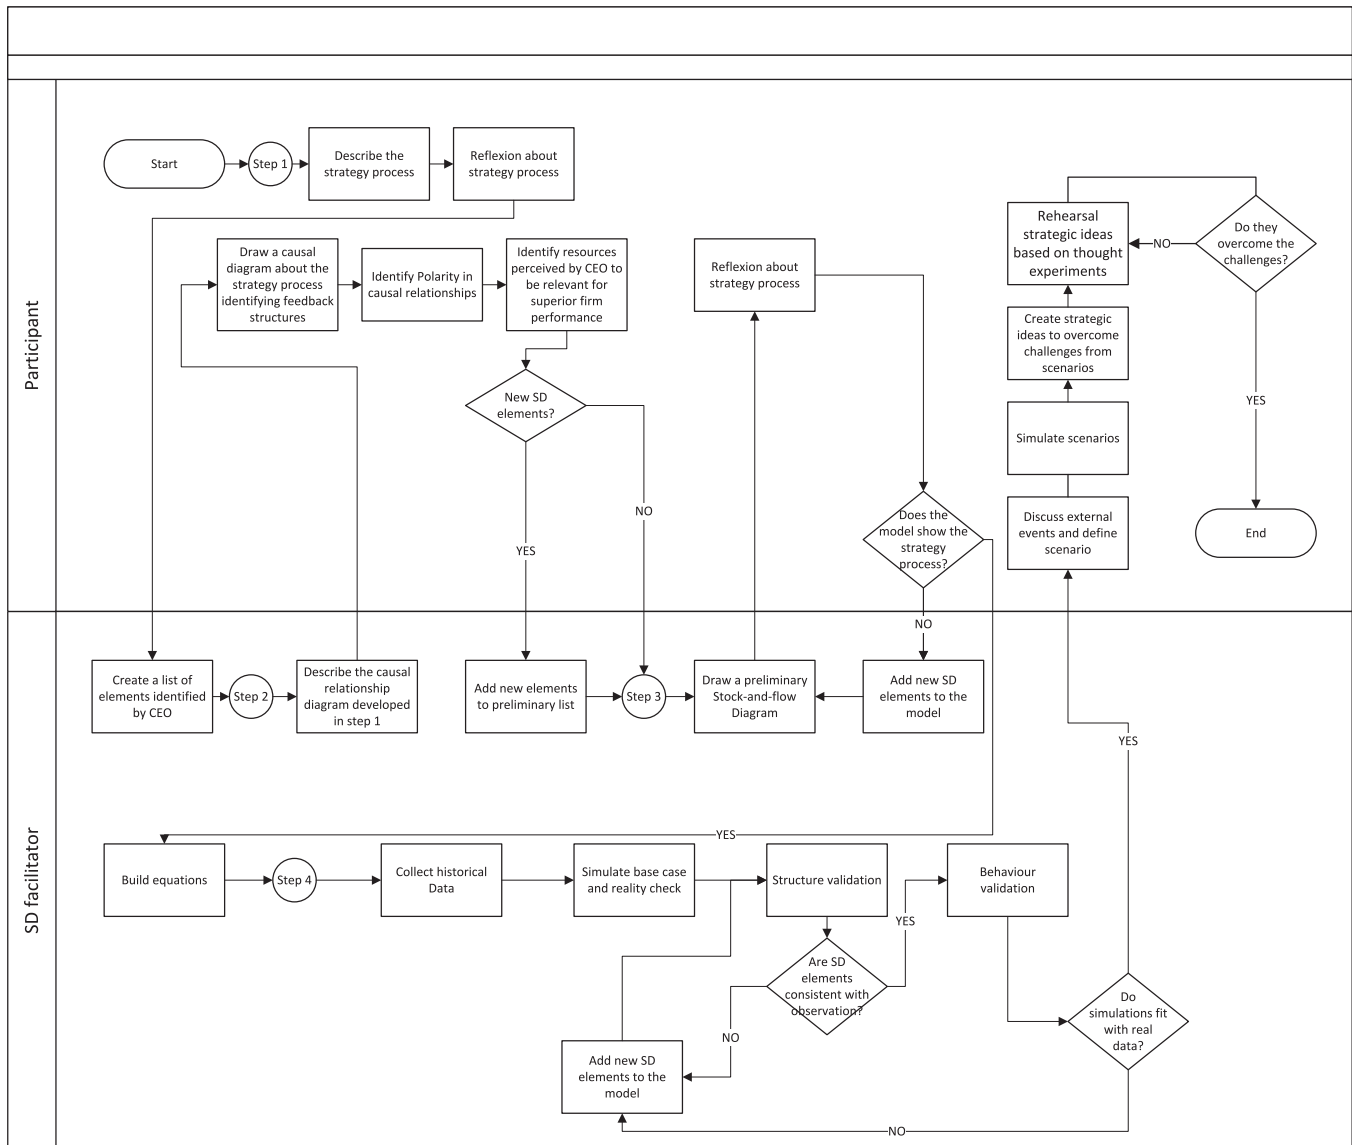 Participant
Start
Step 1
Describe the
strategy process
Reflexion about
strategy process
Draw a causal
diagram about the
strategy process
identifying feedback
structures
Identify Polarity in
causal relationships
Identify resources
perceived by CEO to
be relevant for
superior firm
performance
New SD
elements?
YES
NO
Reflexion about
strategy process
Does the
model show the
strategy
process?
NO
Rehearsal
strategic ideas
based on thought
experiments
NO
Do they
overcome the
challenges?
Create strategic
ideas to overcome
challenges from
scenarios
Simulate scenarios
Discuss external
events and define
scenario
YES
End
SD facilitator
Create a list of
elements identified
by CEO
Step 2
Describe the causal
relationship
diagram developed
in step 1
Add new elements
to preliminary list
Step 3
Draw a preliminary
Stock-and-flow
Diagram
Add new SD
elements to the
model
YES
YES
Build equations
Step 4
Collect historical
Data
Simulate base case
and reality check
Structure validation
YES
Behaviour
validation
Are SD
elements
consistent with
observation?
NO
Do
simulations fit
with real
data?
Add new SD
elements to the
model
NO